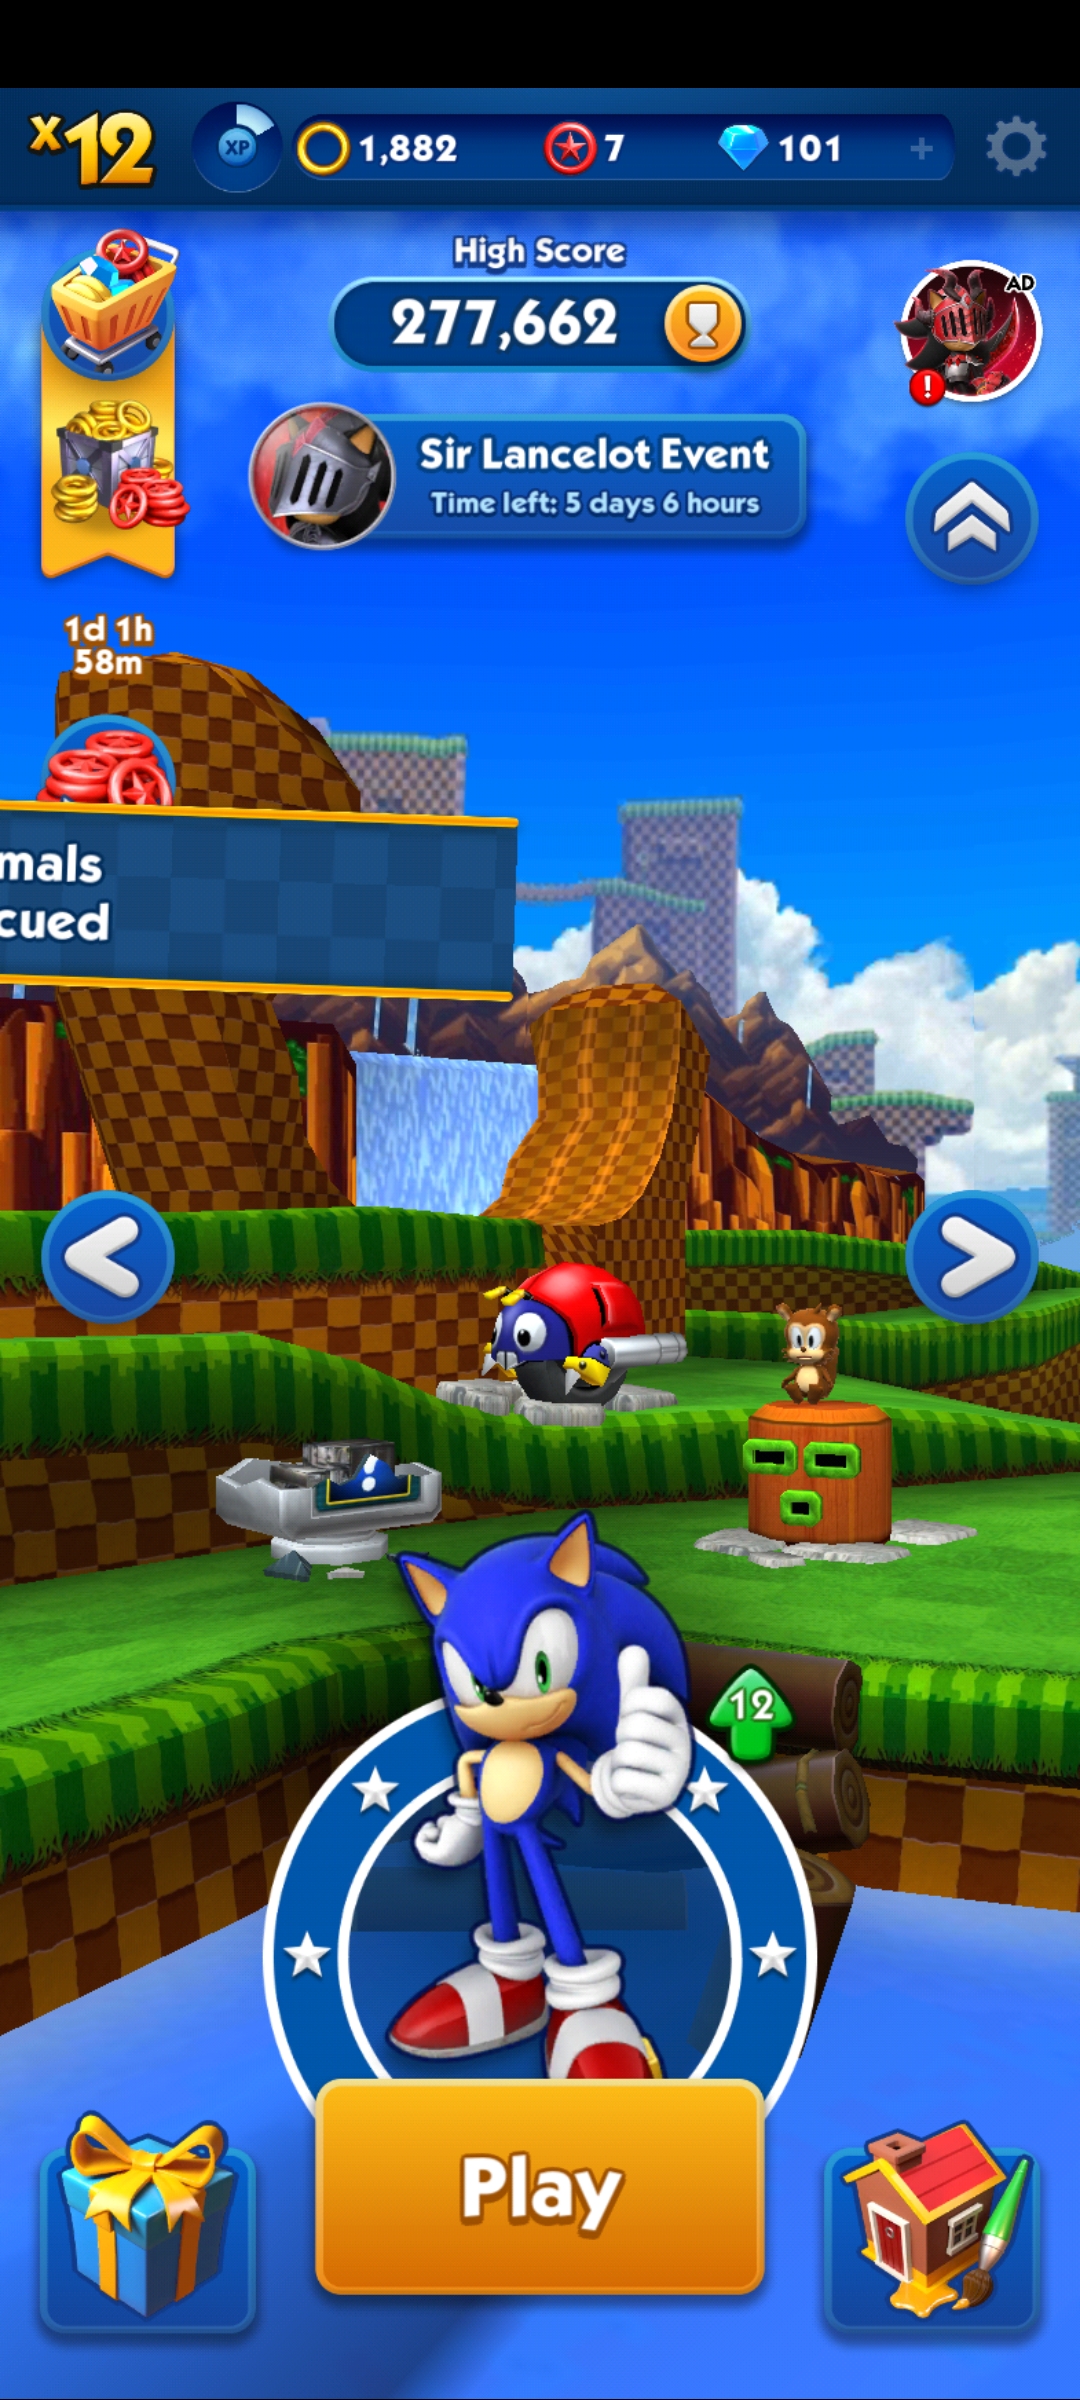 x12
XP
1,882
7
101
+
High Score
277,662
AD
!
Sir Lancelot Event
Time left: 5 days 6 hours
1d 1h
58m
mals
cued
12
Play